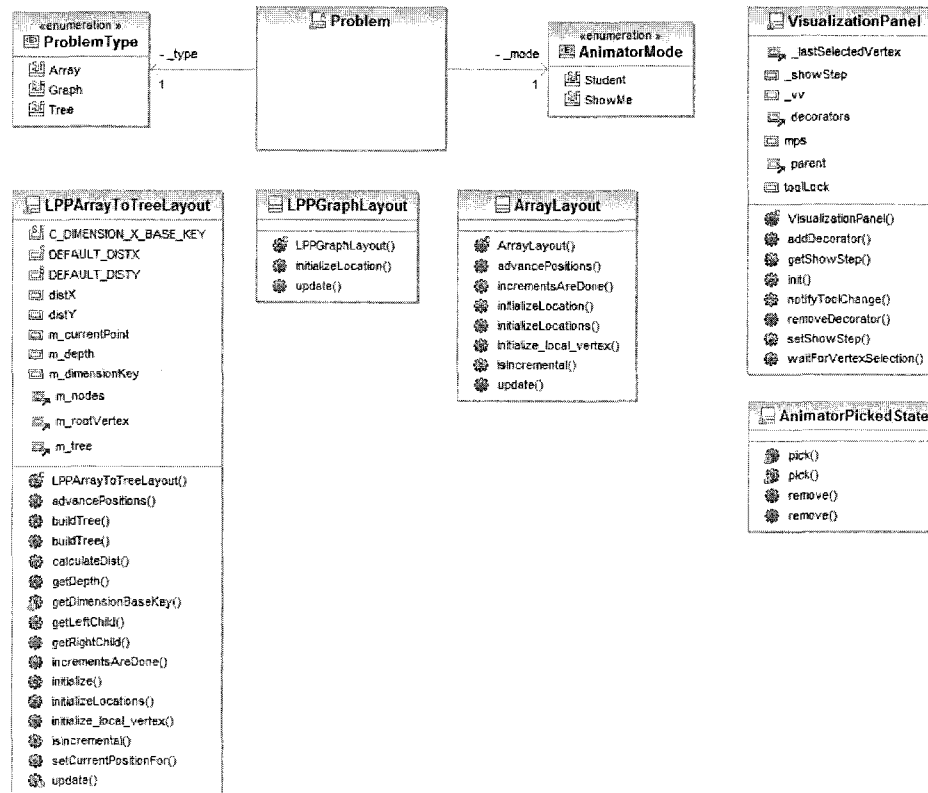 «enumeration»
ProblemType
Array
Graph
Tree
- _type
1
Problem
- _mode
1
«enumeration»
AnimatorMode
Student
ShowMe
VisualizationPanel
_lastSelectedVertex
_showStep
_vv
decorators
mps
parent
toolLock
VisualizationPanel()
addDecorator()
getShowStep()
init()
notifyToolChange()
removeDecorator()
setShowStep()
waitForVertexSelection()
LPPArrayToTreeLayout
C_DIMENSION_X_BASE_KEY
DEFAULT_DISTX
DEFAULT_DISTY
distX
distY
m_currentPoint
m_depth
m_dimensionKey
m_nodes
m_rootVertex
m_tree
LPPArrayToTreeLayout()
advancePositions()
buildTree()
buildTree()
calculateDist()
getDepth()
getDimensionBaseKey()
getLeftChild()
getRightChild()
incrementsAreDone()
initialize()
initializeLocations()
initialize_local_vertex()
isIncremental()
setCurrentPositionFor()
update()
LPPGraphLayout
LPPGraphLayout()
initializeLocation()
update()
ArrayLayout
ArrayLayout()
advancePositions()
incrementsAreDone()
initializeLocation()
initializeLocations()
initialize_local_vertex()
isIncremental()
update()
AnimatorPickedState
pick()
pick()
remove()
remove()